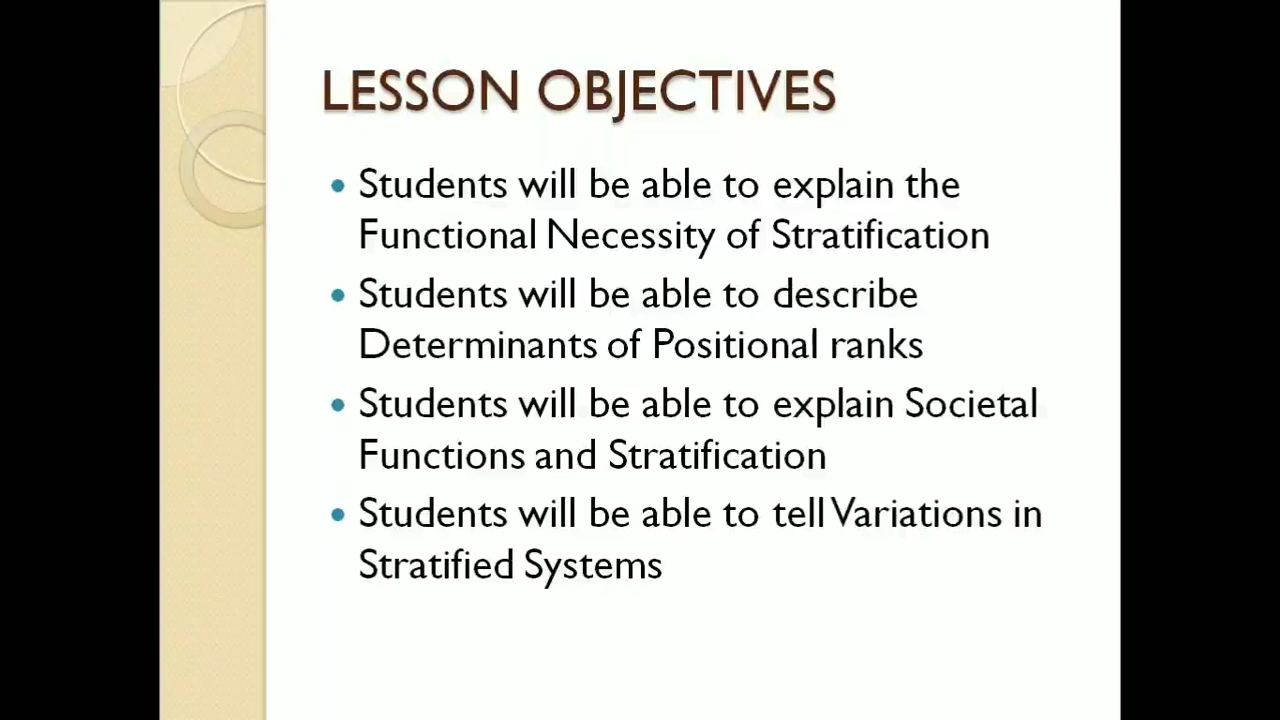 LESSON OBJECTIVES
• Students will be able to explain the
Functional Necessity of Stratification
• Students will be able to describe
Determinants of Positional ranks
• Students will be able to explain Societal
Functions and Stratification
• Students will be able to tell Variations in
Stratified Systems